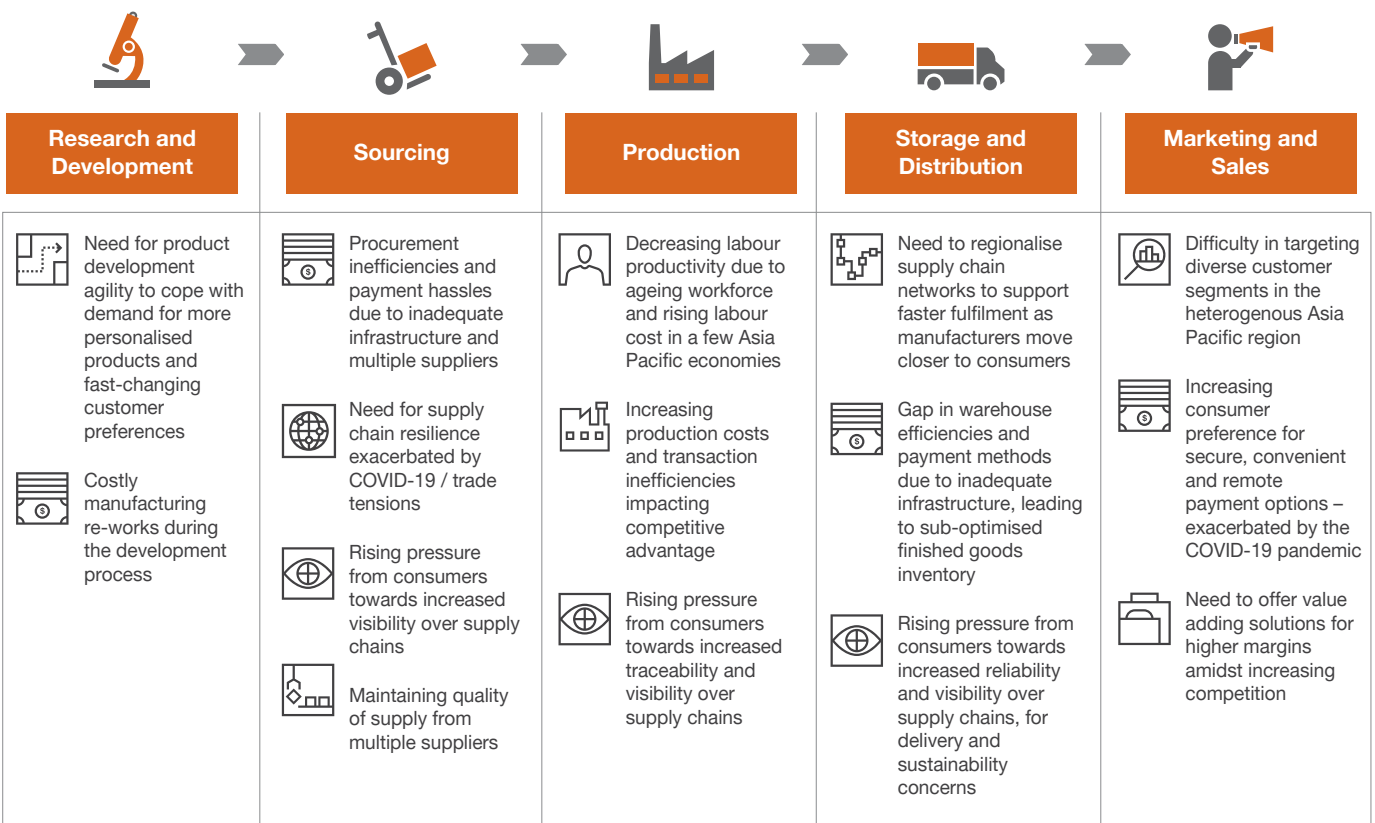 Research and
Development
Sourcing
Production
Storage and
Distribution
Marketing and
Sales
Need for product
development
agility to cope with
demand for more
personalised
products and
fast-changing
customer
preferences
$
Costly
manufacturing
re-works during
the development
process
$
Procurement
inefficiencies and
payment hassles
due to inadequate
infrastructure and
multiple suppliers
Need for supply
chain resilience
exacerbated by
COVID-19 / trade
tensions
Rising pressure
from consumers
towards increased
visibility over supply
chains
Maintaining quality
of supply from
multiple suppliers
Decreasing labour
productivity due to
ageing workforce
and rising labour
cost in a few Asia
Pacific economies
Increasing
production costs
and transaction
inefficiencies
impacting
competitive
advantage
Rising pressure
from consumers
towards increased
traceability and
visibility over
supply chains
Need to regionalise
supply chain
networks to support
faster fulfilment as
manufacturers move
closer to consumers
$
Gap in warehouse
efficiencies and
payment methods
due to inadequate
infrastructure, leading
to sub-optimised
finished goods
inventory
Rising pressure from
consumers towards
increased reliability
and visibility over
supply chains, for
delivery and
sustainability
concerns
Difficulty in targeting
diverse customer
segments in the
heterogenous Asia
Pacific region
$
Increasing
consumer
preference for
secure, convenient
and remote
payment options –
exacerbated by the
COVID-19 pandemic
Need to offer value
adding solutions for
higher margins
amidst increasing
competition